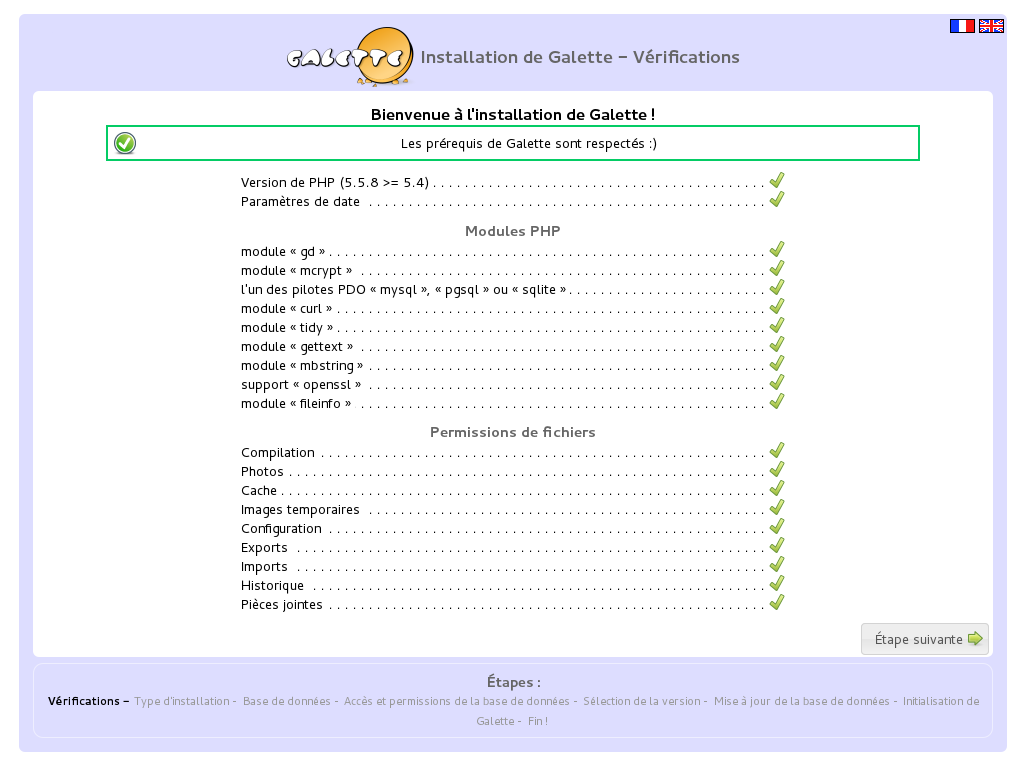 GALETTE Installation de Galette – Vérifications
Bienvenue à l'installation de Galette !
Les prérequis de Galette sont respectés :)
Version de PHP (5.5.8 >= 5.4)
Paramètres de date
Modules PHP
module « gd »
module « mcrypt »
l'un des pilotes PDO « mysql », « pgsql » ou « sqlite »
module « curl »
module « tidy »
module « gettext »
module « mbstring »
support « openssl »
module « fileinfo »
Permissions de fichiers
Compilation
Photos
Cache
Images temporaires
Configuration
Exports
Imports
Historique
Pièces jointes
Étape suivante
Étapes :
Vérifications – Type d'installation - Base de données - Accès et permissions de la base de données - Sélection de la version - Mise à jour de la base de données - Initialisation de
Galette - Fin !